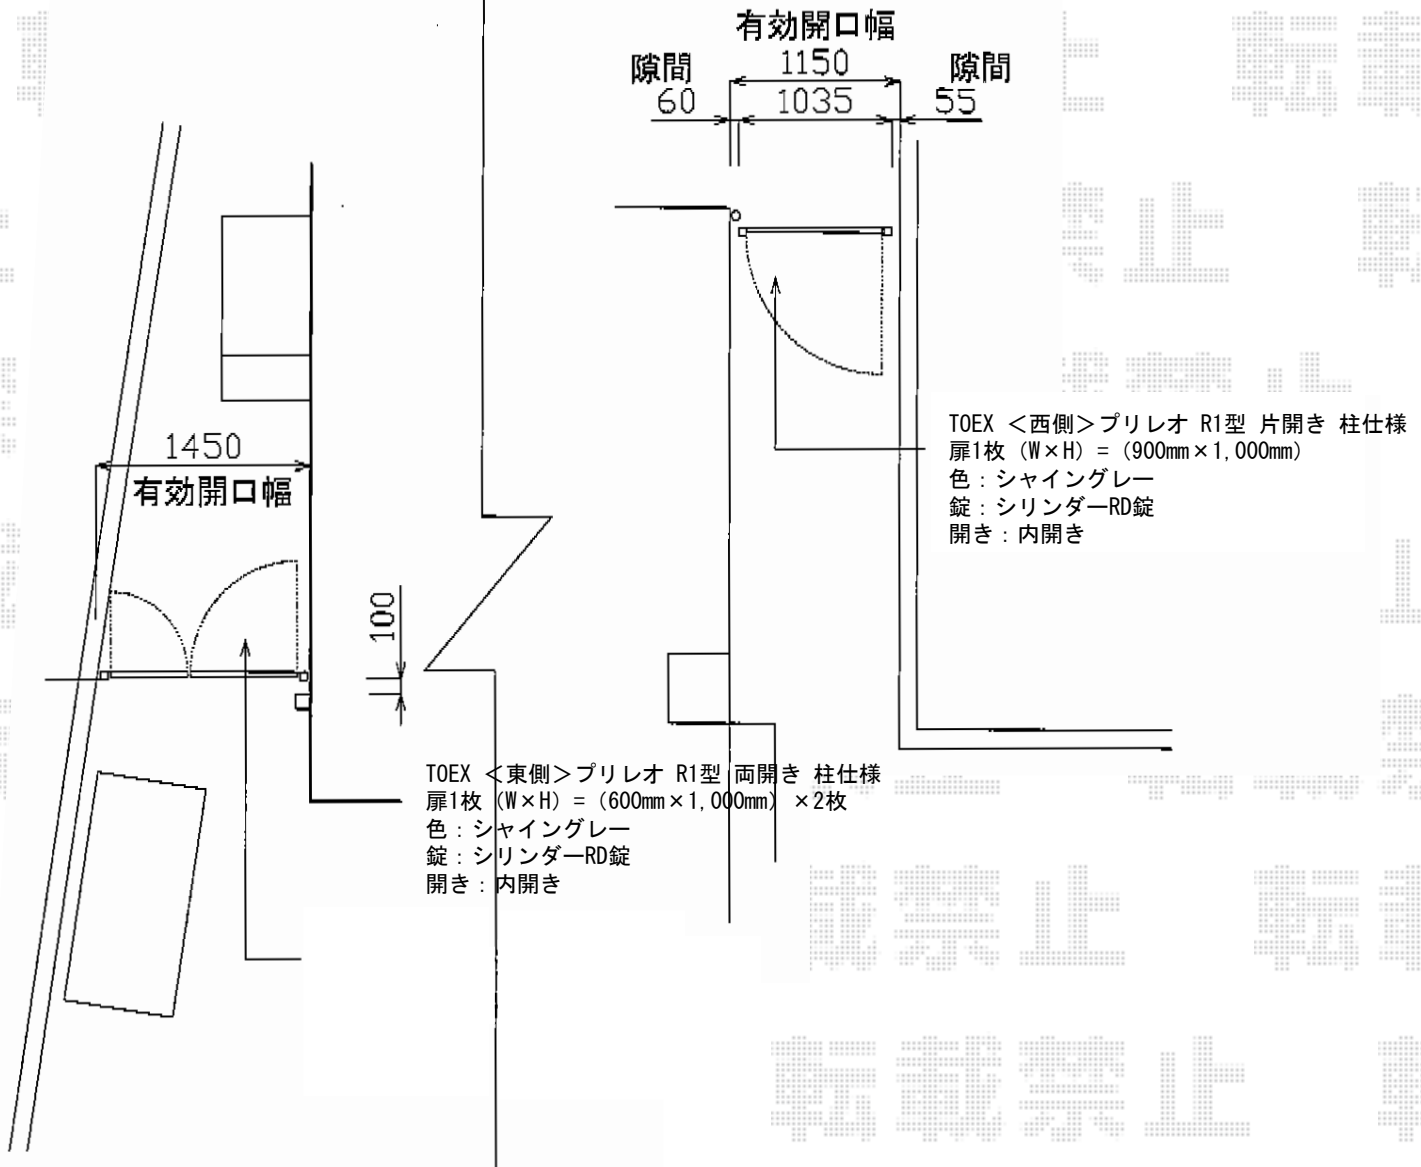 有効開口幅
隙間 1150 隙間
60 1035 55
TOEX <西側>プリレオ R1型 片開き 柱仕様
扉1枚 (W×H) = (900mm×1,000mm)
色：シャイングレー
錠：シリンダーRD錠
開き：内開き
1450
有効開口幅
100
TOEX <東側>プリレオ R1型 両開き 柱仕様
扉1枚 (W×H) = (600mm×1,000mm) ×2枚
色：シャイングレー
錠：シリンダーRD錠
開き：内開き
転載禁止
転載禁止